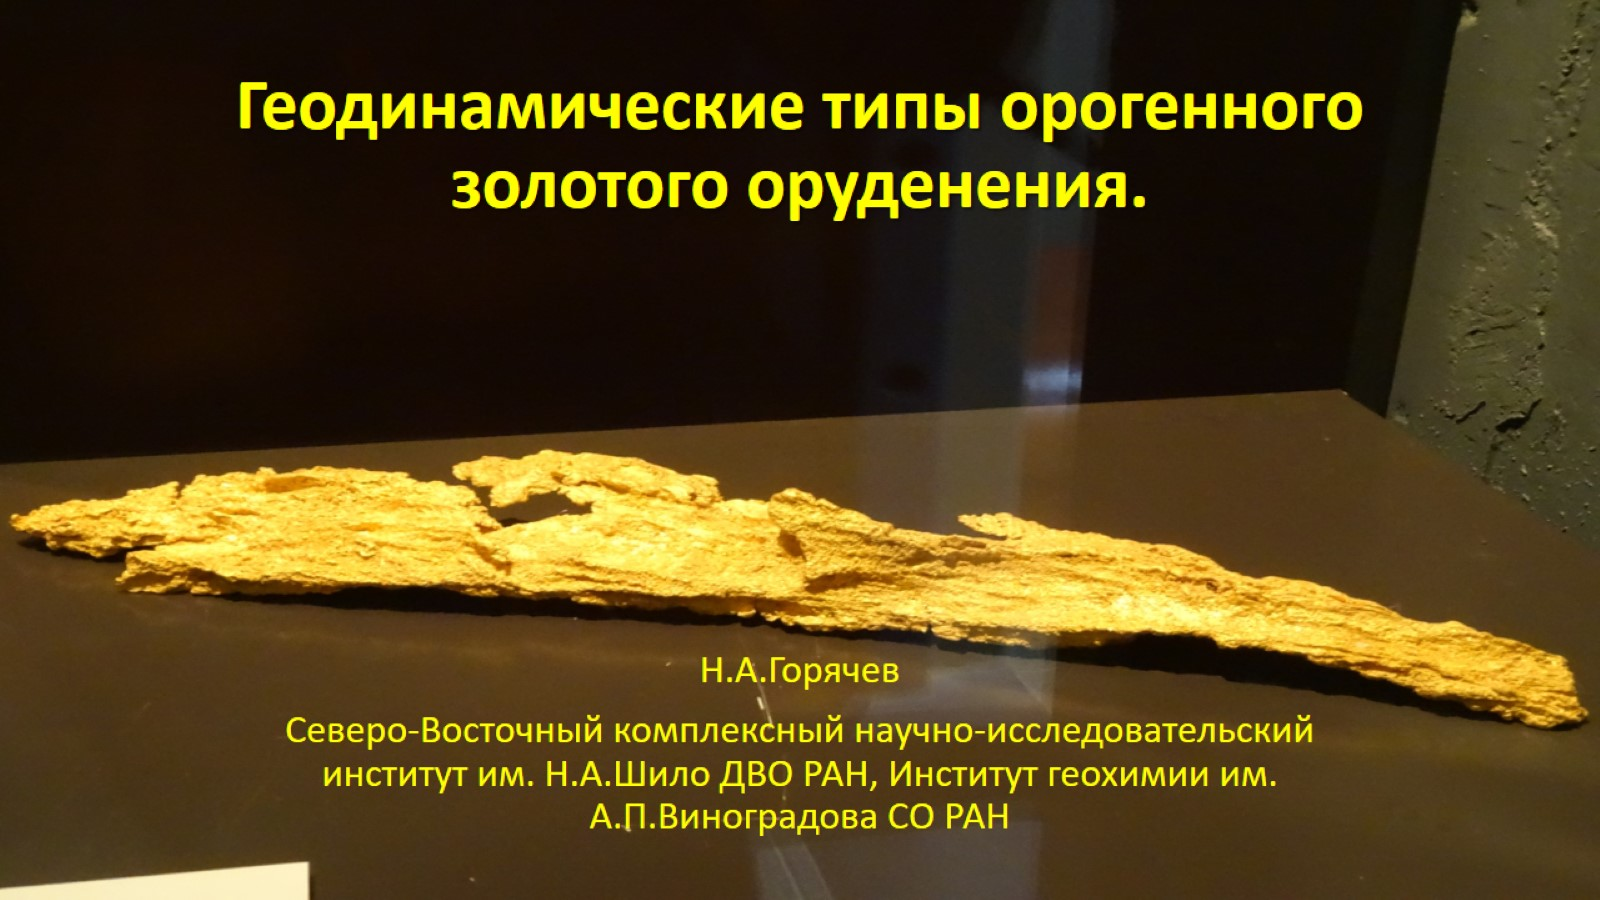 Геодинамические типы орогенного
золотого оруденения.
Н.А.Горячев
Северо-Восточный комплексный научно-исследовательский
институт им. Н.А.Шило ДВО РАН, Институт геохимии им.
А.П.Виноградова СО РАН